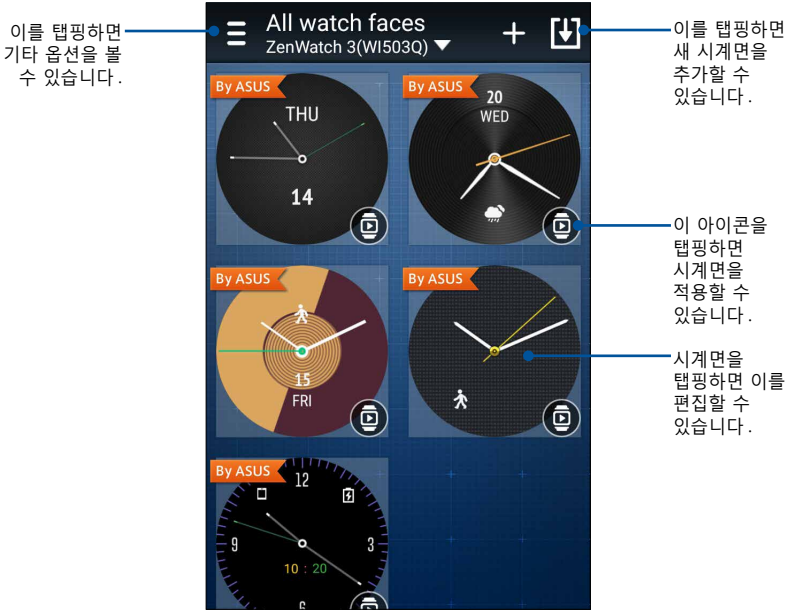 이를 탭핑하면
기타 옵션을 볼
수 있습니다.
All watch faces
ZenWatch 3(WI503Q)
이를 탭핑하면
새 시계면을
추가할 수
있습니다.
By ASUS
THU
14
By ASUS
20
WED
이 아이콘을
탭핑하면
시계면을
적용할 수
있습니다.
By ASUS
15
FRI
By ASUS
시계면을
탭핑하면 이를
편집할 수
있습니다.
By ASUS
12
9
3
10 : 20
6